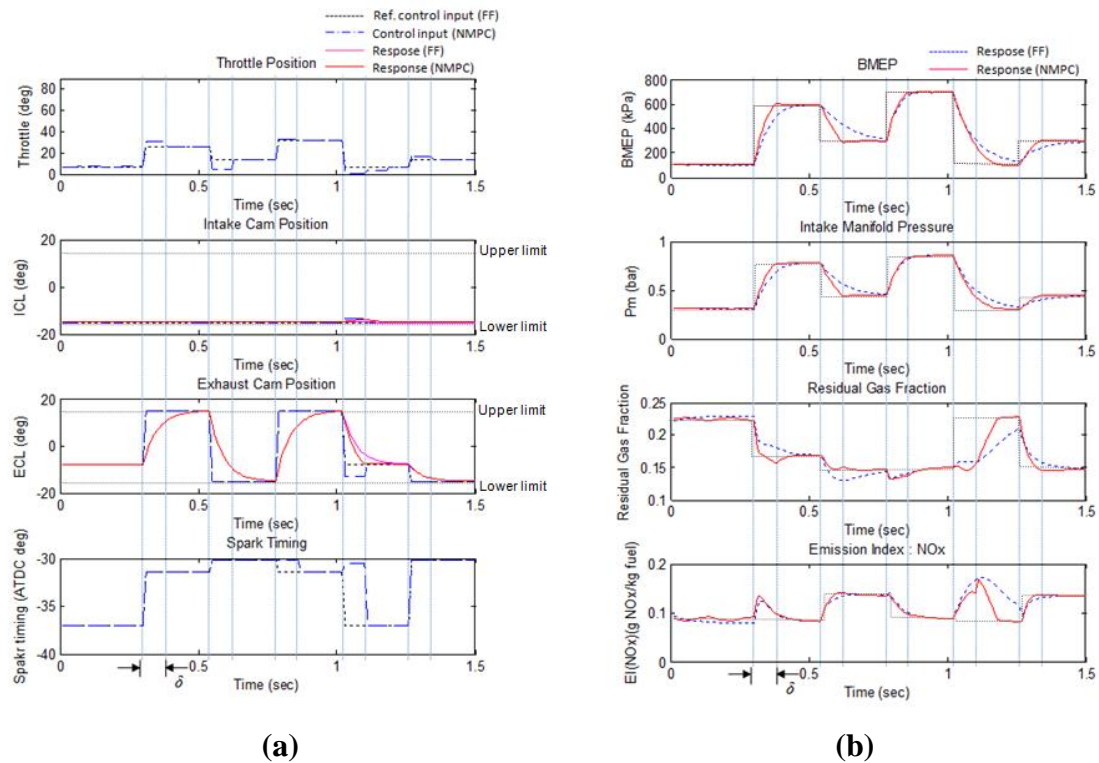 Ref. control input (FF)
Control input (NMPC)
Respose (FF)
Response (NMPC)
Throttle Position
Throttle (deg)
80
60
40
20
0
0
0.5
1
1.5
Time (sec)
Intake Cam Position
ICL (deg)
20
0
-20
Upper limit
Lower limit
0
0.5
1
1.5
Time (sec)
Exhaust Cam Position
ECL (deg)
20
0
-20
Upper limit
Lower limit
0
0.5
1
1.5
Time (sec)
Spark Timing
Spakr timing (ATDC deg)
-30
-35
-40
0
0.5
1
1.5
δ
Time (sec)
(a)
Respose (FF)
Response (NMPC)
BMEP
BMEP (kPa)
800
600
400
200
0
0
0.5
1
1.5
Time (sec)
Intake Manifold Pressure
Pm (bar)
1
0.5
0
0
0.5
1
1.5
Time (sec)
Residual Gas Fraction
Residual Gas Fraction
0.25
0.2
0.15
0.1
0
0.5
1
1.5
Time (sec)
Emission Index : NOx
EI(NOx)(g NOx/kg fuel)
0.2
0.1
0
0
0.5
1
1.5
δ
Time (sec)
(b)